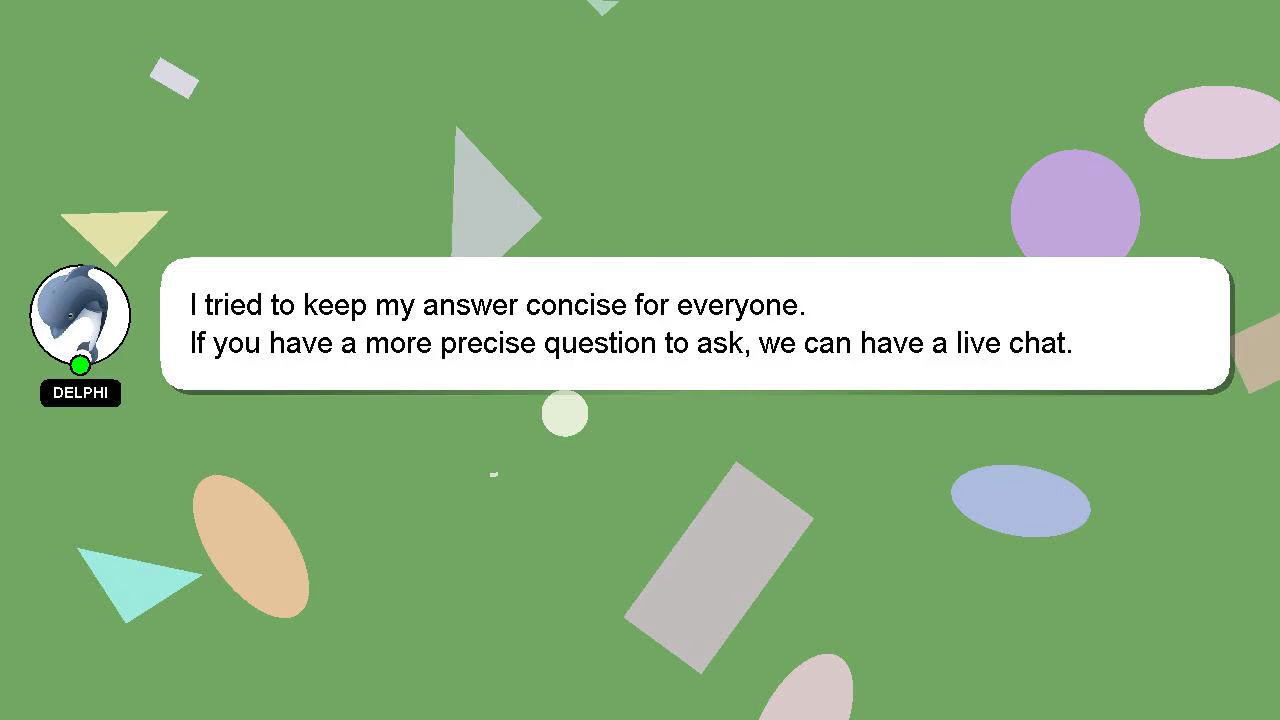 I tried to keep my answer concise for everyone.
If you have a more precise question to ask, we can have a live chat.
DELPHI